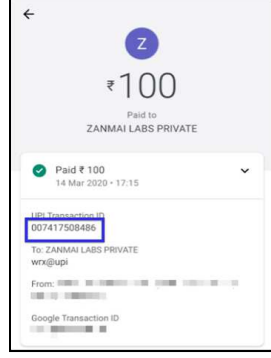 Z
₹100
Paid to
ZANMAI LABS PRIVATE
Paid ₹ 100
14 Mar 2020 • 17:15
UPI Transaction ID
007417508486
To: ZANMAI LABS PRIVATE
wrx@upi
From:
Google Transaction ID